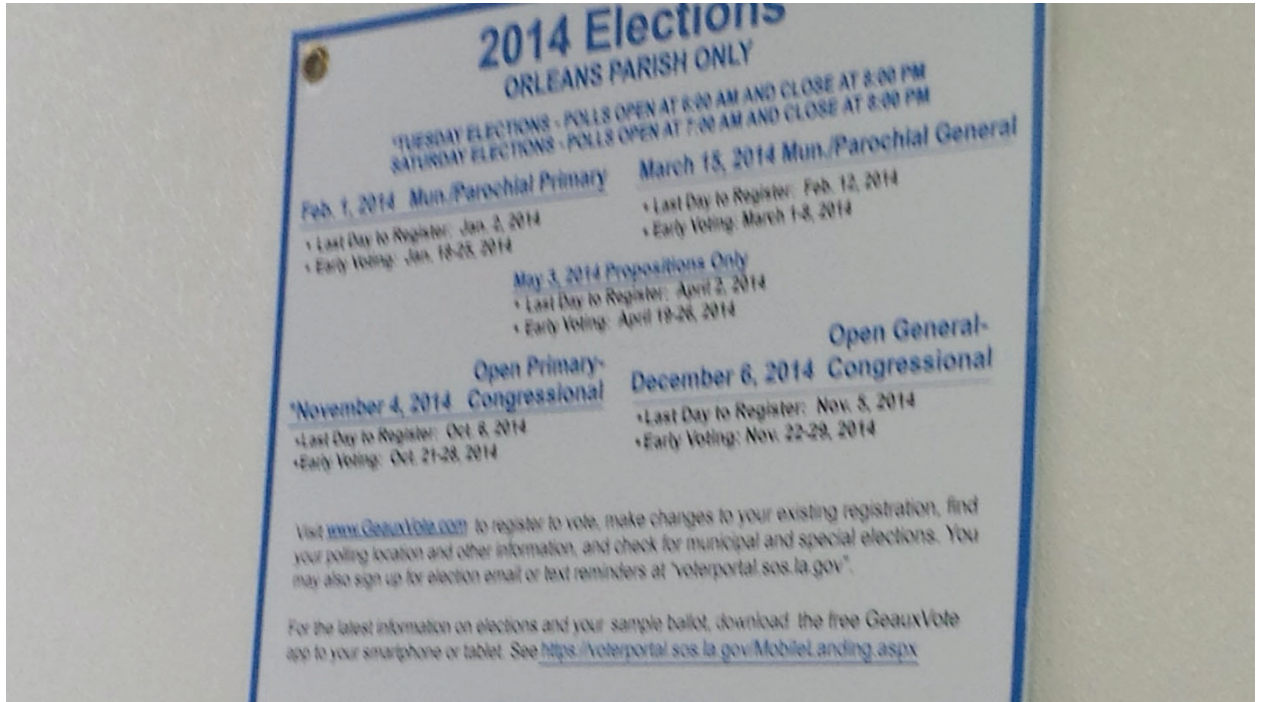 2014 Elections
ORLEANS PARISH ONLY
*TUESDAY ELECTIONS - POLLS OPEN AT 6:00 AM AND CLOSE AT 8:00 PM
SATURDAY ELECTIONS - POLLS OPEN AT 7:00 AM AND CLOSE AT 8:00 PM
Feb. 1, 2014 Mun./Parochial Primary
• Last Day to Register: Jan. 2, 2014
• Early Voting: Jan. 18-25, 2014
March 15, 2014 Mun./Parochial General
• Last Day to Register: Feb. 12, 2014
• Early Voting: March 1-8, 2014
May 3, 2014 Propositions Only
• Last Day to Register: April 2, 2014
• Early Voting: April 19-26, 2014
Open Primary-
*November 4, 2014 Congressional
•Last Day to Register: Oct. 6, 2014
•Early Voting: Oct. 21-28, 2014
Open General-
December 6, 2014 Congressional
•Last Day to Register: Nov. 5, 2014
•Early Voting: Nov. 22-29, 2014
Visit www.GeauxVote.com to register to vote, make changes to your existing registration, find
your polling location and other information, and check for municipal and special elections. You
may also sign up for election email or text reminders at "voterportal.sos.la.gov".
For the latest information on elections and your sample ballot, download the free GeauxVote
app to your smartphone or tablet. See https://voterportal.sos.la.gov/MobileLanding.aspx